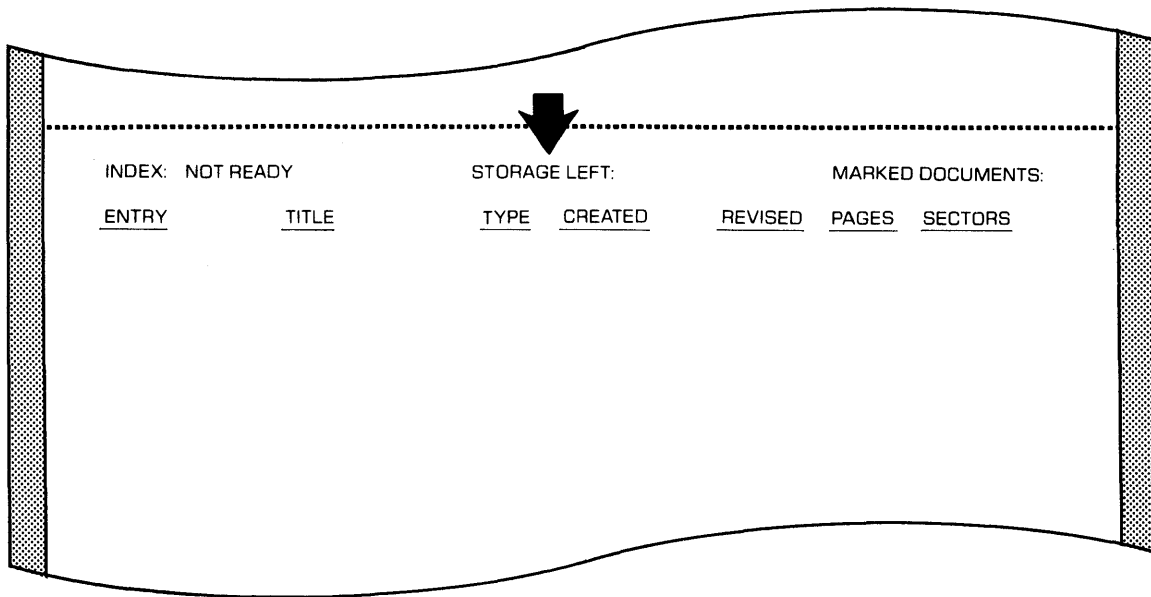 INDEX: NOT READY STORAGE LEFT: MARKED DOCUMENTS:
ENTRY TITLE TYPE CREATED REVISED PAGES SECTORS